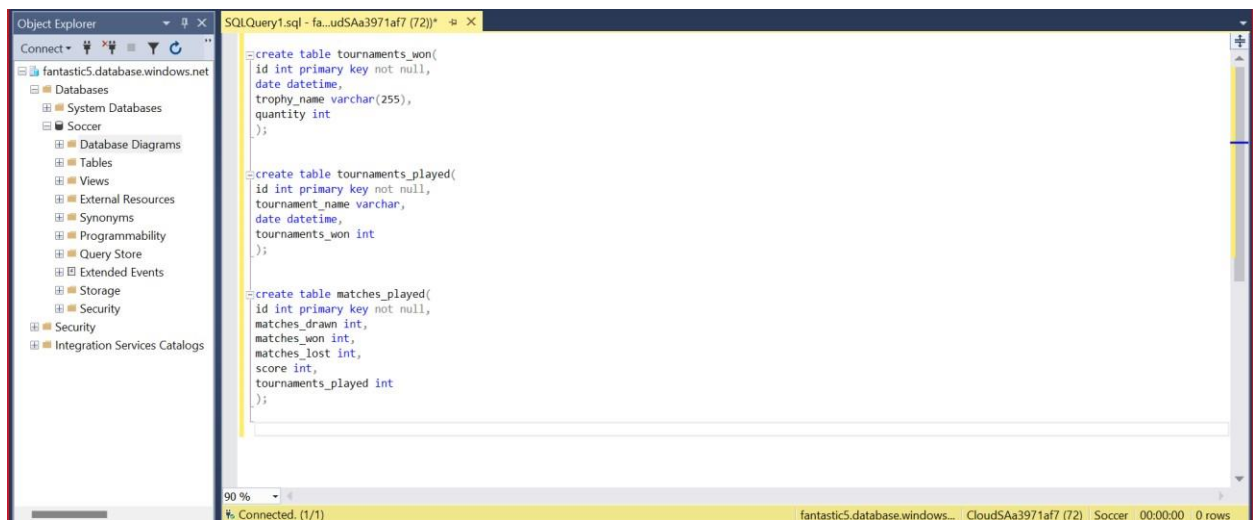 Object Explorer
SQLQuery1.sql - fa...udSAa3971af7 (72))*
Connect
fantastic5.database.windows.net
Databases
System Databases
Soccer
Database Diagrams
Tables
Views
External Resources
Synonyms
Programmability
Query Store
Extended Events
Storage
Security
Security
Integration Services Catalogs
create table tournaments_won(
id int primary key not null,
date datetime,
trophy_name varchar(255),
quantity int
);
create table tournaments_played(
id int primary key not null,
tournament_name varchar,
date datetime,
tournaments_won int
);
create table matches_played(
id int primary key not null,
matches_drawn int,
matches_won int,
matches_lost int,
score int,
tournaments_played int
);
90 %
Connected. (1/1)
fantastic5.database.windows... CloudSAa3971af7 (72) Soccer 00:00:00 0 rows